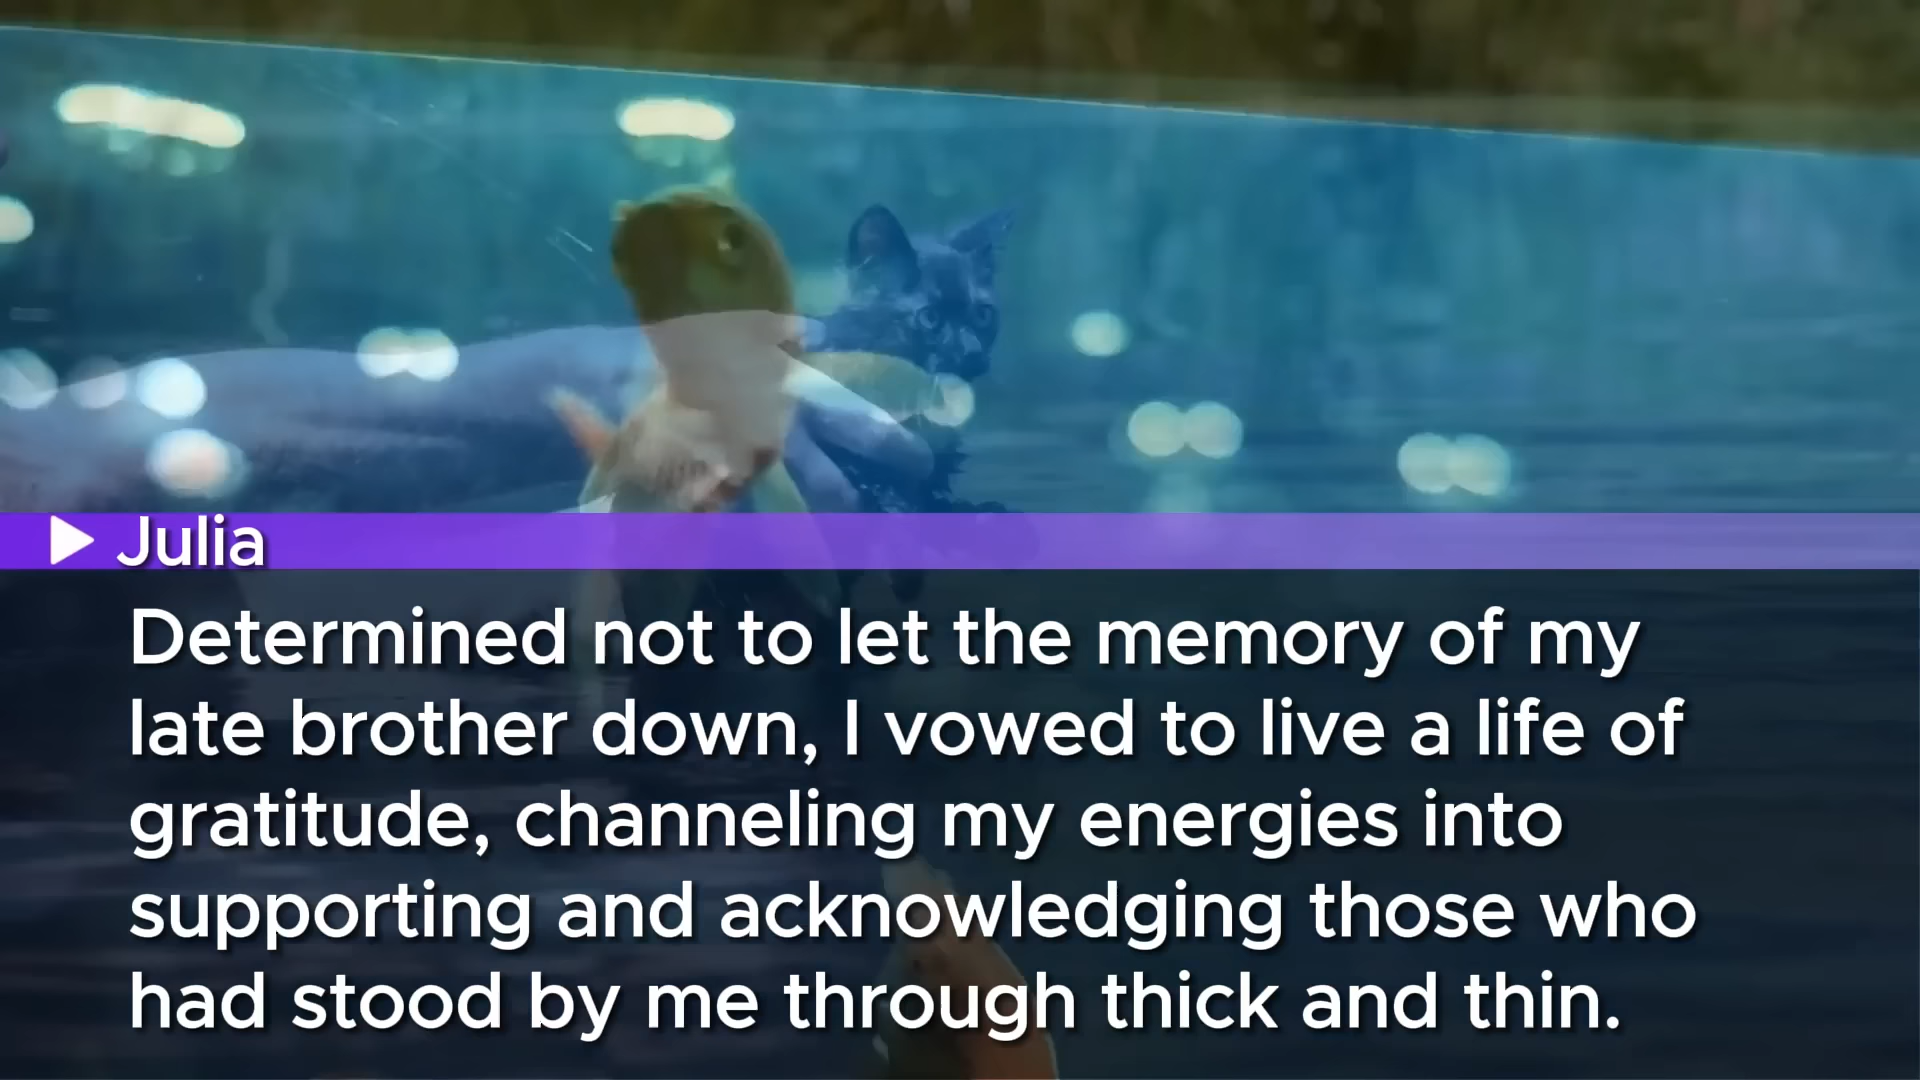 Julia
Determined not to let the memory of my
late brother down, I vowed to live a life of
gratitude, channeling my energies into
supporting and acknowledging those who
had stood by me through thick and thin.